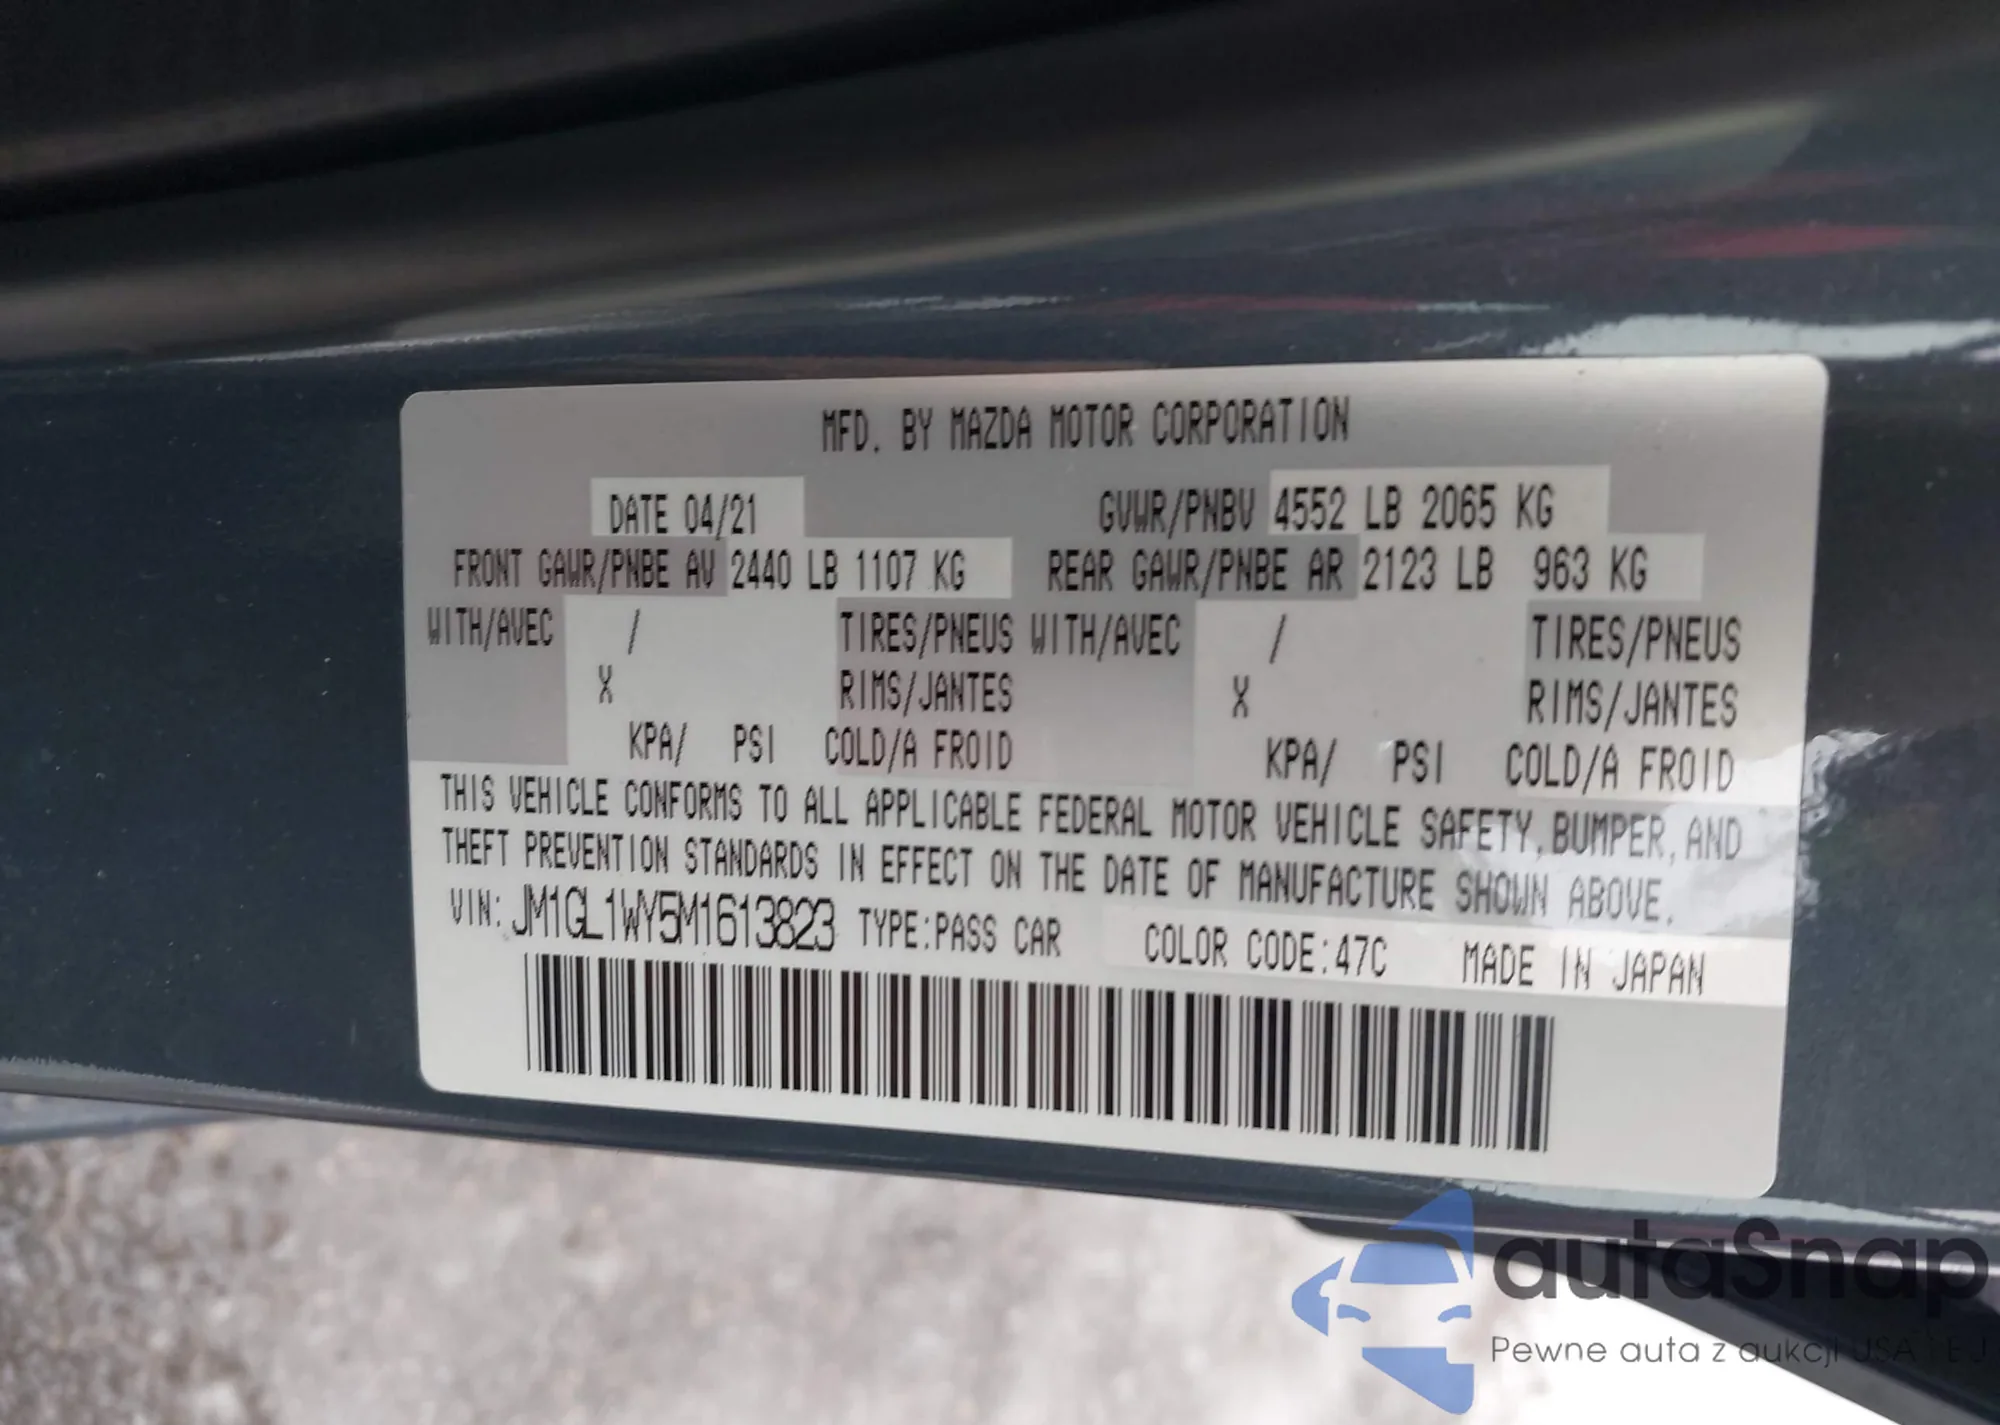 MFD. BY MAZDA MOTOR CORPORATION
DATE 04/21 GVWR/PNBV 4552 LB 2065 KG
FRONT GAWR/PNBE AV 2440 LB 1107 KG REAR GAWR/PNBE AR 2123 LB 963 KG
WITH/AVEC / TIRES/PNEUS WITH/AVEC / TIRES/PNEUS
X RIMS/JANTES X RIMS/JANTES
KPA/ PSI COLD/A FROID KPA/ PSI COLD/A FROID
THIS VEHICLE CONFORMS TO ALL APPLICABLE FEDERAL MOTOR VEHICLE SAFETY, BUMPER, AND
THEFT PREVENTION STANDARDS IN EFFECT ON THE DATE OF MANUFACTURE SHOWN ABOVE.
VIN: JM1GL1WY5M1613823 TYPE: PASS CAR COLOR CODE: 47C MADE IN JAPAN
autaSnap
Pewne auta z aukcji USA I EJ